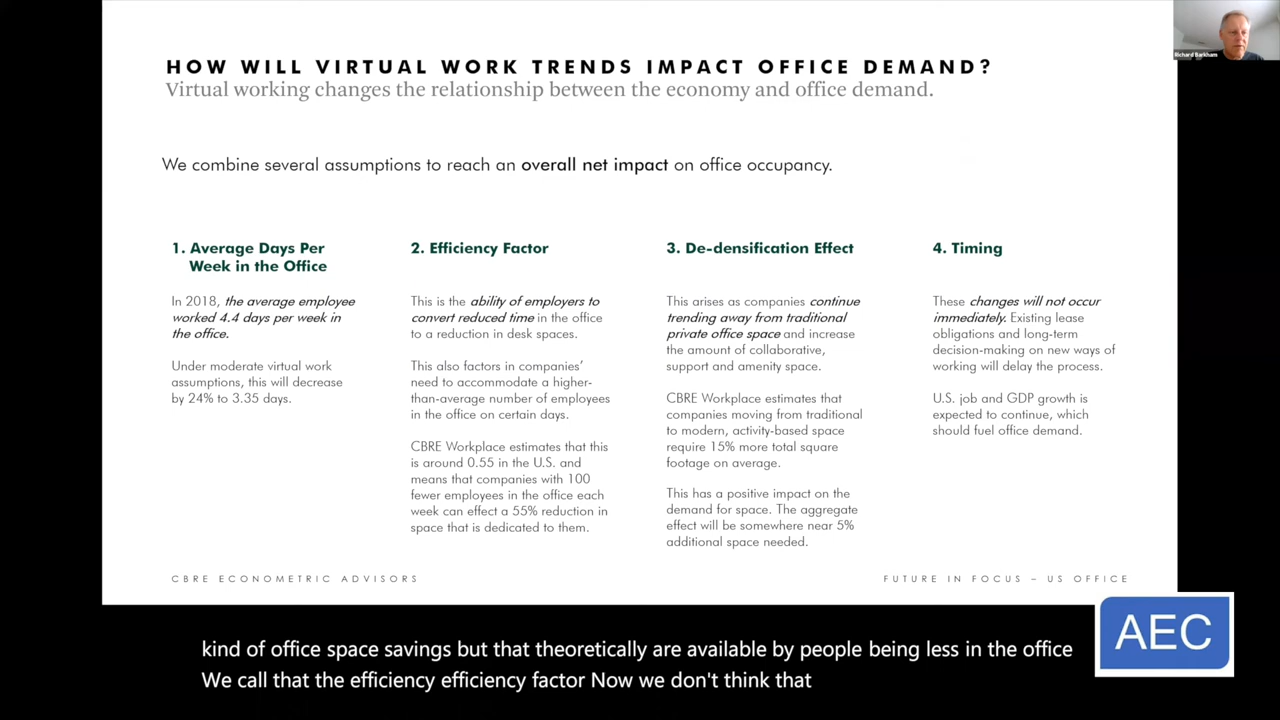 Richard Barkham
HOW WILL VIRTUAL WORK TRENDS IMPACT OFFICE DEMAND?
Virtual working changes the relationship between the economy and office demand.
We combine several assumptions to reach an overall net impact on office occupancy.
1. Average Days Per
Week in the Office
In 2018, the average employee
worked 4.4 days per week in
the office.
Under moderate virtual work
assumptions, this will decrease
by 24% to 3.35 days.
2. Efficiency Factor
This is the ability of employers to
convert reduced time in the office
to a reduction in desk spaces.
This also factors in companies’
need to accommodate a higher-
than-average number of employees
in the office on certain days.
CBRE Workplace estimates that this
is around 0.55 in the U.S. and
means that companies with 100
fewer employees in the office each
week can effect a 55% reduction in
space that is dedicated to them.
3. De-densification Effect
This arises as companies continue
trending away from traditional
private office space and increase
the amount of collaborative,
support and amenity space.
CBRE Workplace estimates that
companies moving from traditional
to modern, activity-based space
require 15% more total square
footage on average.
This has a positive impact on the
demand for space. The aggregate
effect will be somewhere near 5%
additional space needed.
4. Timing
These changes will not occur
immediately. Existing lease
obligations and long-term
decision-making on new ways of
working will delay the process.
U.S. job and GDP growth is
expected to continue, which
should fuel office demand.
CBRE ECONOMETRIC ADVISORS
FUTURE IN FOCUS – US OFFICE
kind of office space savings but that theoretically are available by people being less in the office
We call that the efficiency efficiency factor Now we don't think that
AEC